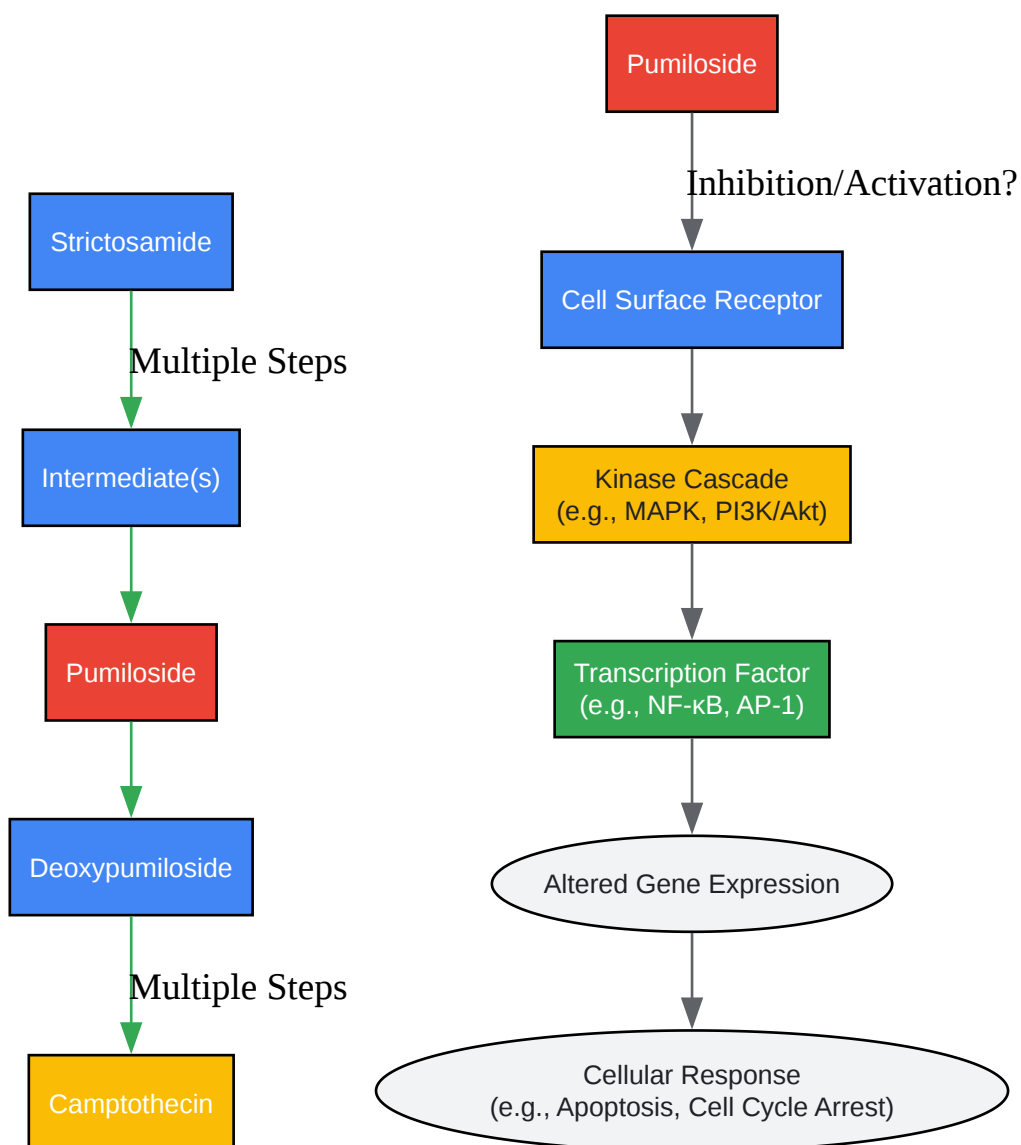 Strictosamide
Multiple Steps
Intermediate(s)
Pumiloside
Deoxypumiloside
Multiple Steps
Camptothecin
Pumiloside
Inhibition/Activation?
Cell Surface Receptor
Kinase Cascade
(e.g., MAPK, PI3K/Akt)
Transcription Factor
(e.g., NF-κB, AP-1)
Altered Gene Expression
Cellular Response
(e.g., Apoptosis, Cell Cycle Arrest)